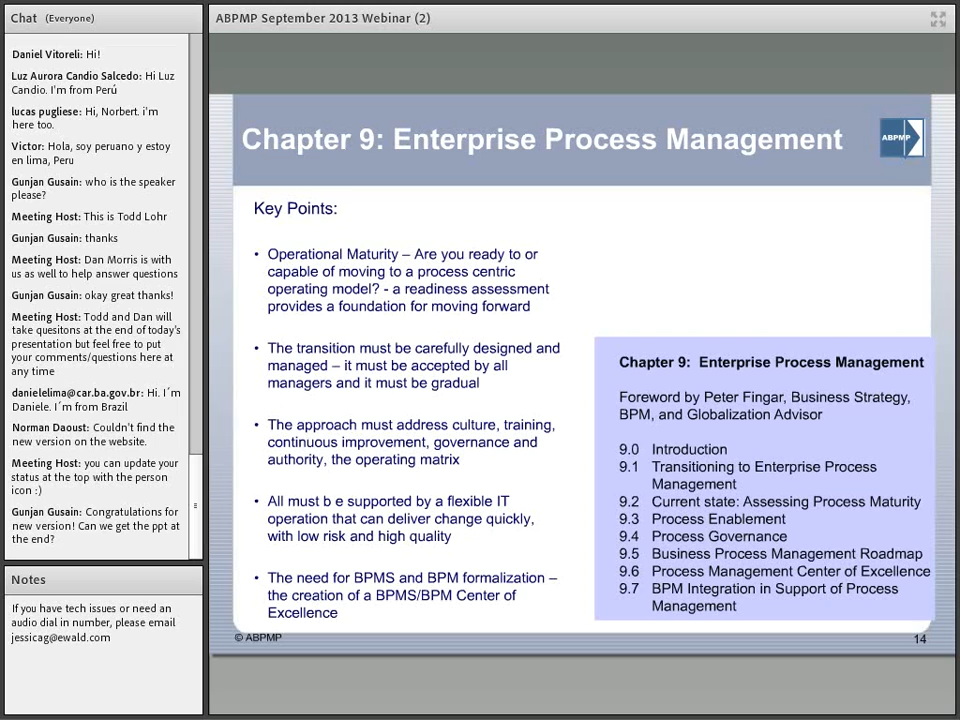 Chat (Everyone)
Daniel Vitoreli: Hi!
Luz Aurora Candio Salcedo: Hi Luz
Candio. I'm from Perú
lucas pugliese: Hi, Norbert. i'm
here too.
Victor: Hola, soy peruano y estoy
en lima, Peru
Gunjan Gusain: who is the speaker
please?
Meeting Host: This is Todd Lohr
Gunjan Gusain: thanks
Meeting Host: Dan Morris is with
us as well to help answer questions
Gunjan Gusain: okay great thanks!
Meeting Host: Todd and Dan will
take quesitons at the end of today's
presentation but feel free to put
your comments/questions here at
any time
danielelima@car.ba.gov.br: Hi. I´m
Daniele. I´m from Brazil
Norman Daoust: Couldn't find the
new version on the website.
Meeting Host: you can update your
status at the top with the person
icon :)
Gunjan Gusain: Congratulations for
new version! Can we get the ppt at
the end?
Notes
If you have tech issues or need an
audio dial in number, please email
jessicag@ewald.com
ABPMP September 2013 Webinar (2)
Chapter 9: Enterprise Process Management
ABPMP
Key Points:
• Operational Maturity – Are you ready to or
capable of moving to a process centric
operating model? - a readiness assessment
provides a foundation for moving forward
• The transition must be carefully designed and
managed – it must be accepted by all
managers and it must be gradual
• The approach must address culture, training,
continuous improvement, governance and
authority, the operating matrix
• All must b e supported by a flexible IT
operation that can deliver change quickly,
with low risk and high quality
• The need for BPMS and BPM formalization –
the creation of a BPMS/BPM Center of
Excellence
Chapter 9: Enterprise Process Management
Foreword by Peter Fingar, Business Strategy,
BPM, and Globalization Advisor
9.0 Introduction
9.1 Transitioning to Enterprise Process
Management
9.2 Current state: Assessing Process Maturity
9.3 Process Enablement
9.4 Process Governance
9.5 Business Process Management Roadmap
9.6 Process Management Center of Excellence
9.7 BPM Integration in Support of Process
Management
© ABPMP
14